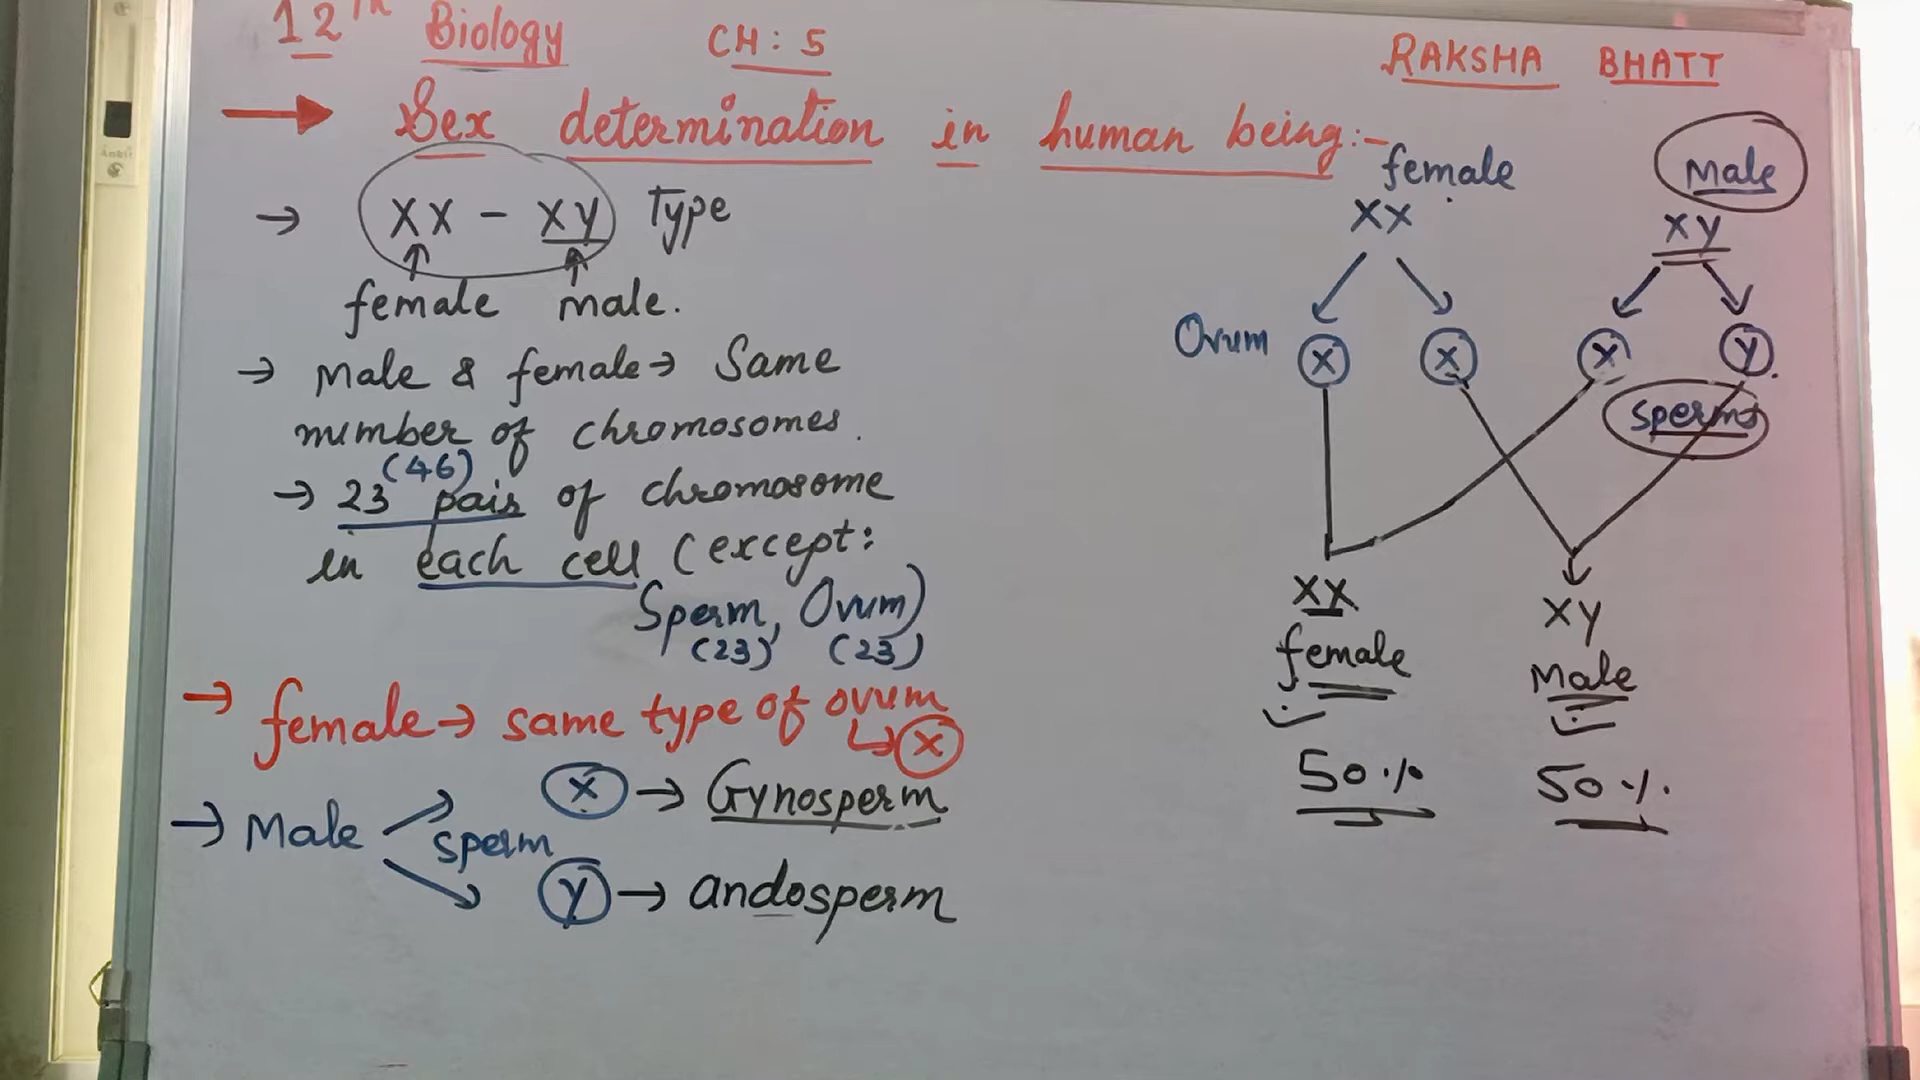 12th Biology CH: 5 RAKSHA BHATT
→ Sex determination in human being:-
→ XX - XY Type
female male.
→ Male & female → Same
number of chromosomes.
(46)
→ 23 pair of chromosome
in each cell (except:
Sperm, Ovum)
(23) (23)
→ female → same type of ovum
X
→ Male sperm
X → Gynosperm
Y → andosperm
female Male
XX XY
Ovum X X X Y
Sperms
XX XY
female Male
50% 50%